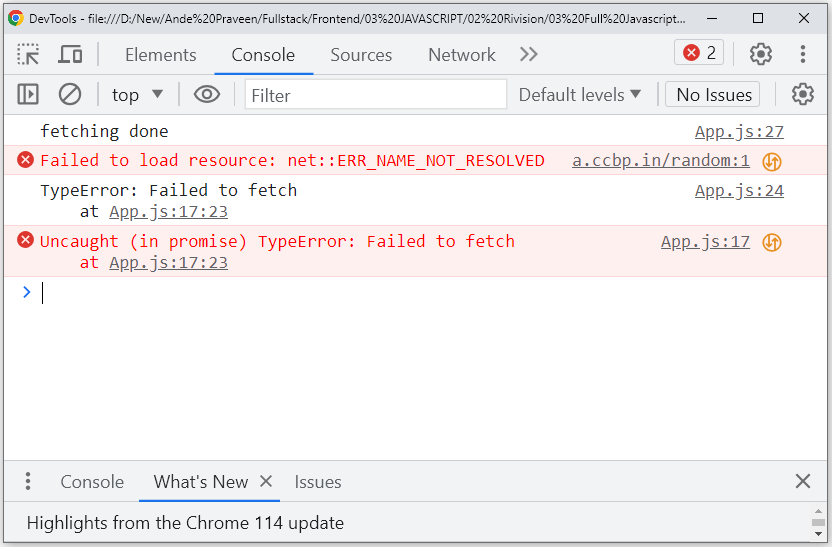 DevTools - file:///D:/New/Ande%20Praveen/Fullstack/Frontend/03%20JAVASCRIPT/02%20Rivision/03%20Full%20Javascript...
Elements Console Sources Network >> 2
top Filter Default levels No Issues
fetching done App.js:27
Failed to load resource: net::ERR_NAME_NOT_RESOLVED a.ccbp.in/random:1
TypeError: Failed to fetch App.js:24
at App.js:17:23
Uncaught (in promise) TypeError: Failed to fetch App.js:17
at App.js:17:23
Console What's New Issues
Highlights from the Chrome 114 update